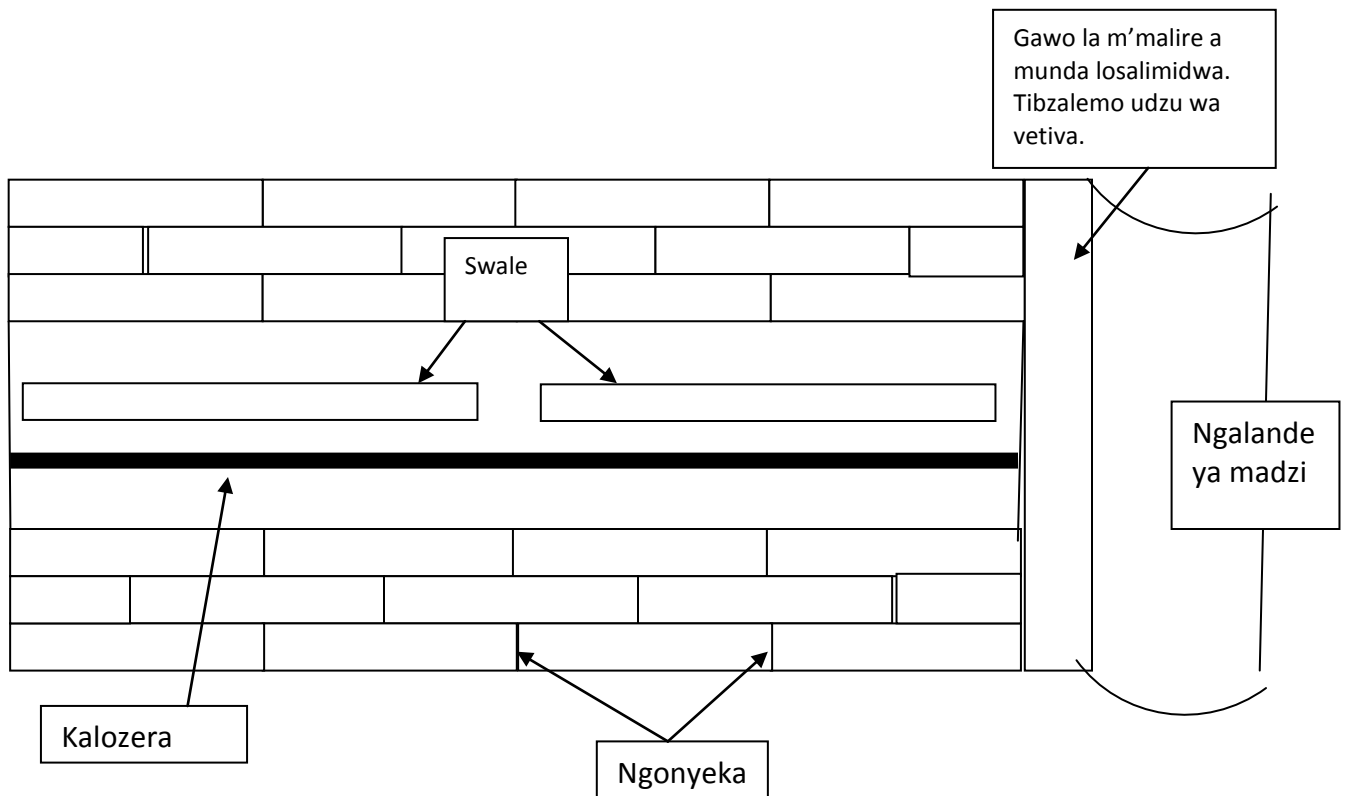 Gawo la m’malire a
munda losalimidwa.
Tibzalemo udzu wa
vetiva.
Swale
Ngalande
ya madzi
Kalozera
Ngonyeka